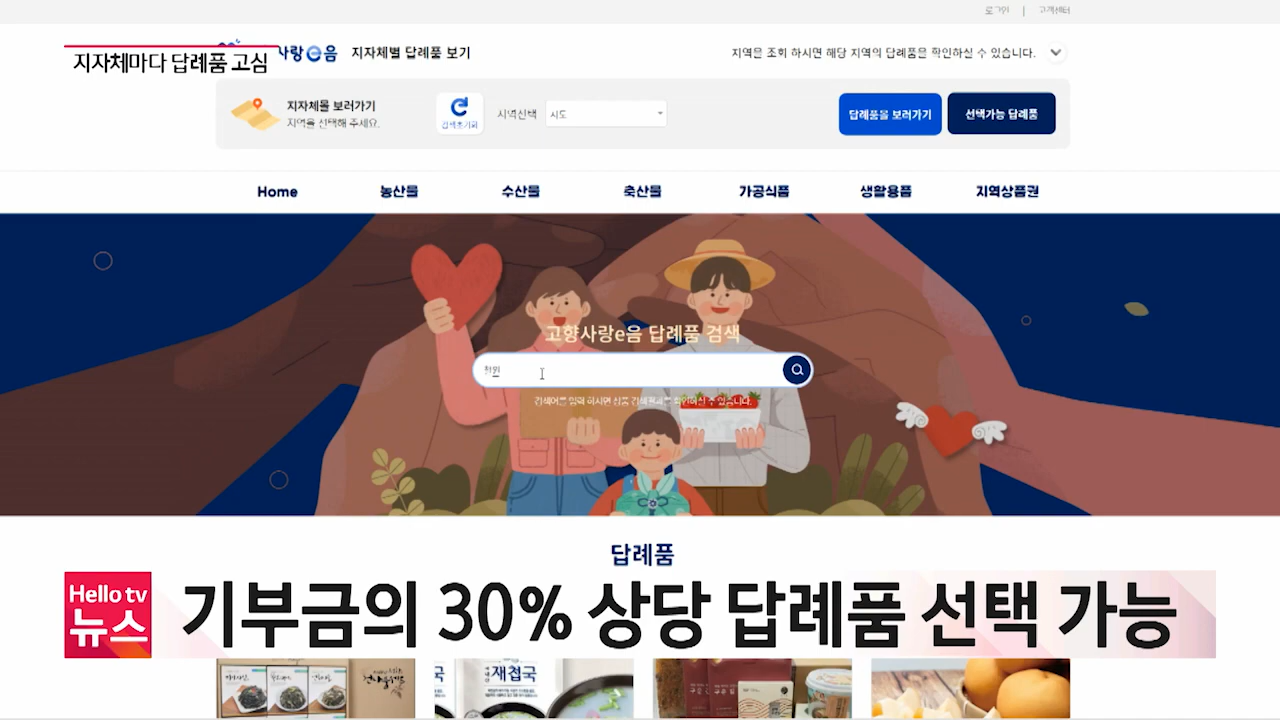 로그인 | 고객센터
지자체마다 답례품 고심
사랑e음 지자체별 답례품 보기
지역을 조회 하시면 해당 지역의 답례품을 확인하실 수 있습니다.
지자체몰 보러가기
지역을 선택해 주세요.
검색초기화
지역선택
시도
답례품몰 보러가기
선택가능 답례품
Home 농산물 수산물 축산물 가공식품 생활용품 지역상품권
고향사랑e음 답례품 검색
철원
검색어를 입력 하시면 상품 검색결과를 확인하실 수 있습니다.
답례품
Hello tv
뉴스
기부금의 30% 상당 답례품 선택 가능
재첩국